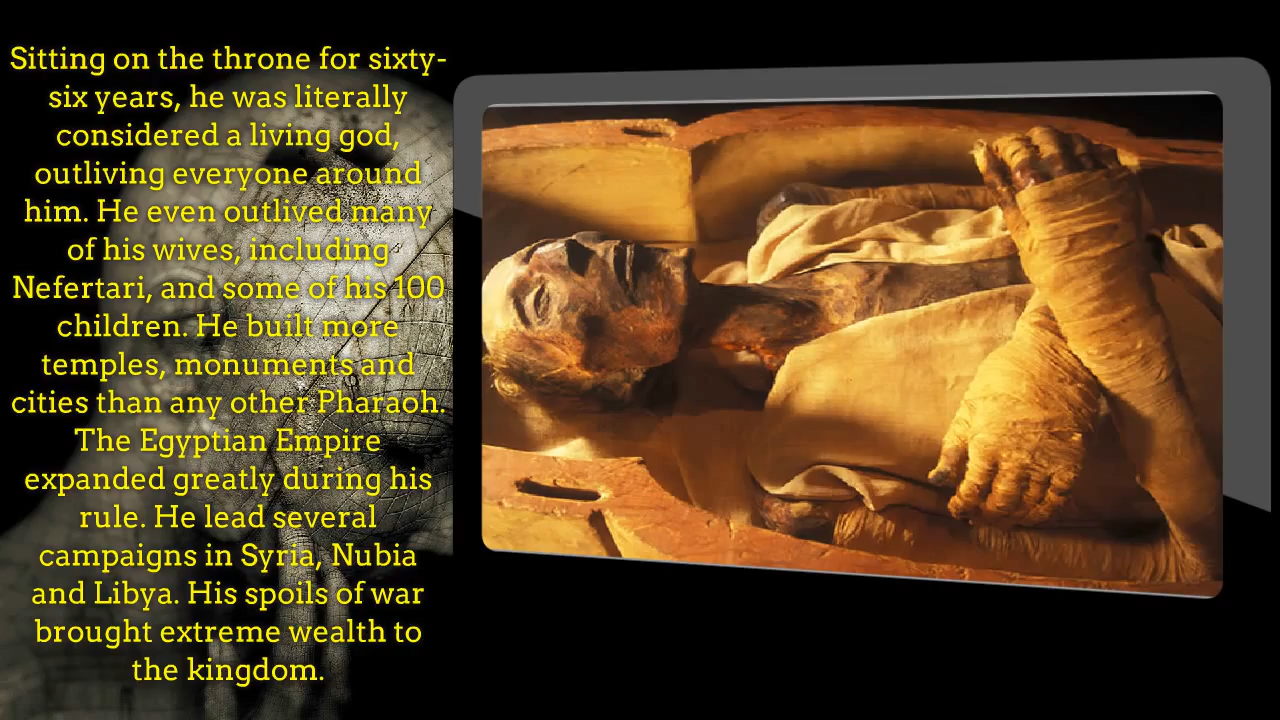 Sitting on the throne for sixty-
six years, he was literally
considered a living god,
outliving everyone around
him. He even outlived many
of his wives, including
Nefertari, and some of his 100
children. He built more
temples, monuments and
cities than any other Pharaoh.
The Egyptian Empire
expanded greatly during his
rule. He lead several
campaigns in Syria, Nubia
and Libya. His spoils of war
brought extreme wealth to
the kingdom.